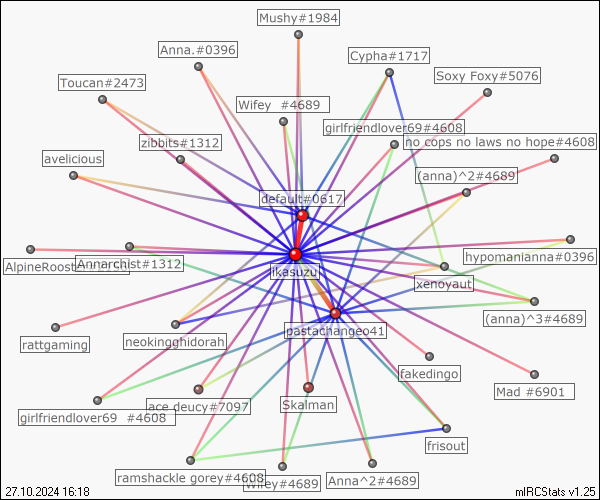 Mushy#1984
Anna.#0396
Cypha#1717
Toucan#2473
Soxy Foxy#5076
Wifey #4689
girlfriendlover69#4608
zibbits#1312
no cops no laws no hope#4608
avelicious
(anna)^2#4689
default#0617
hypomanianna#0396
Annarchist#1312
likasuzu
xenoyaut
(anna)^3#4689
pastachangeo41
neokingghidorah
rattgaming
fakedingo
Mad #6901
ace deucy#7097
Skalman
girlfriendlover69 #4608
frisout
ramshackle gorey#4608
Wifey#4689
Anna^2#4689
27.10.2024 16:18
mIRCStats v1.25